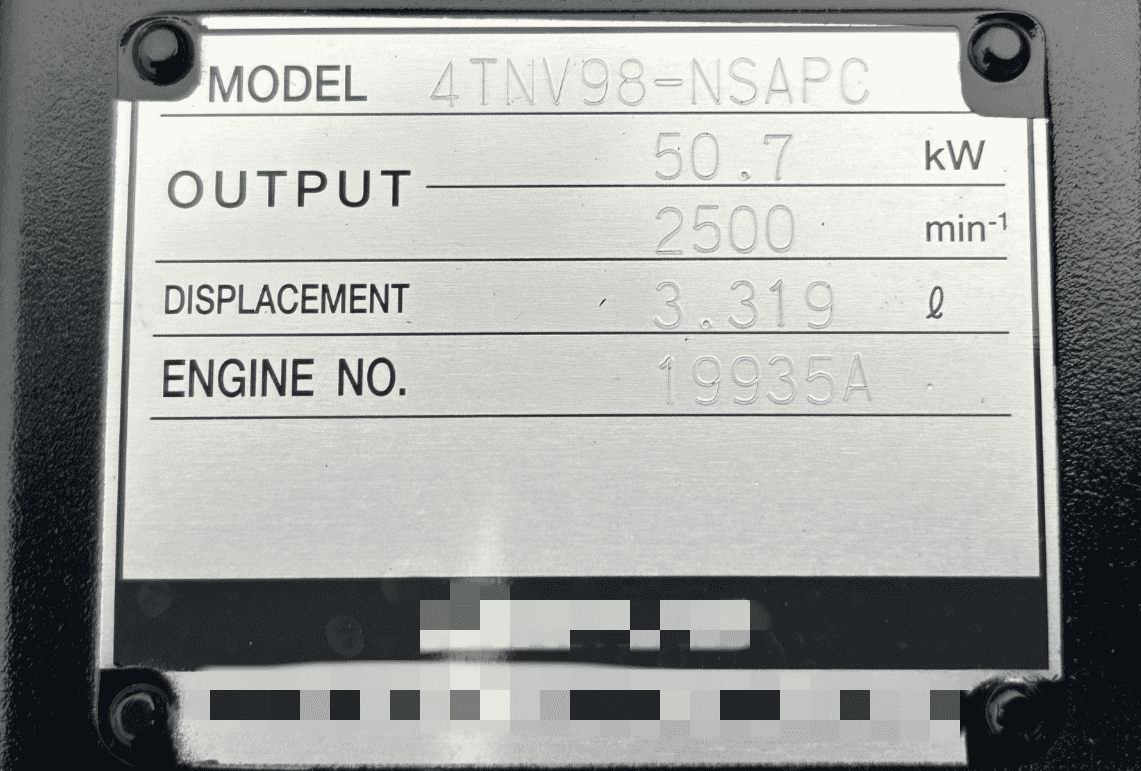 MODEL 4TNV98-NSAPC
OUTPUT 50.7 kW
2500 min⁻¹
DISPLACEMENT 3.319 ℓ
ENGINE NO. 19935A